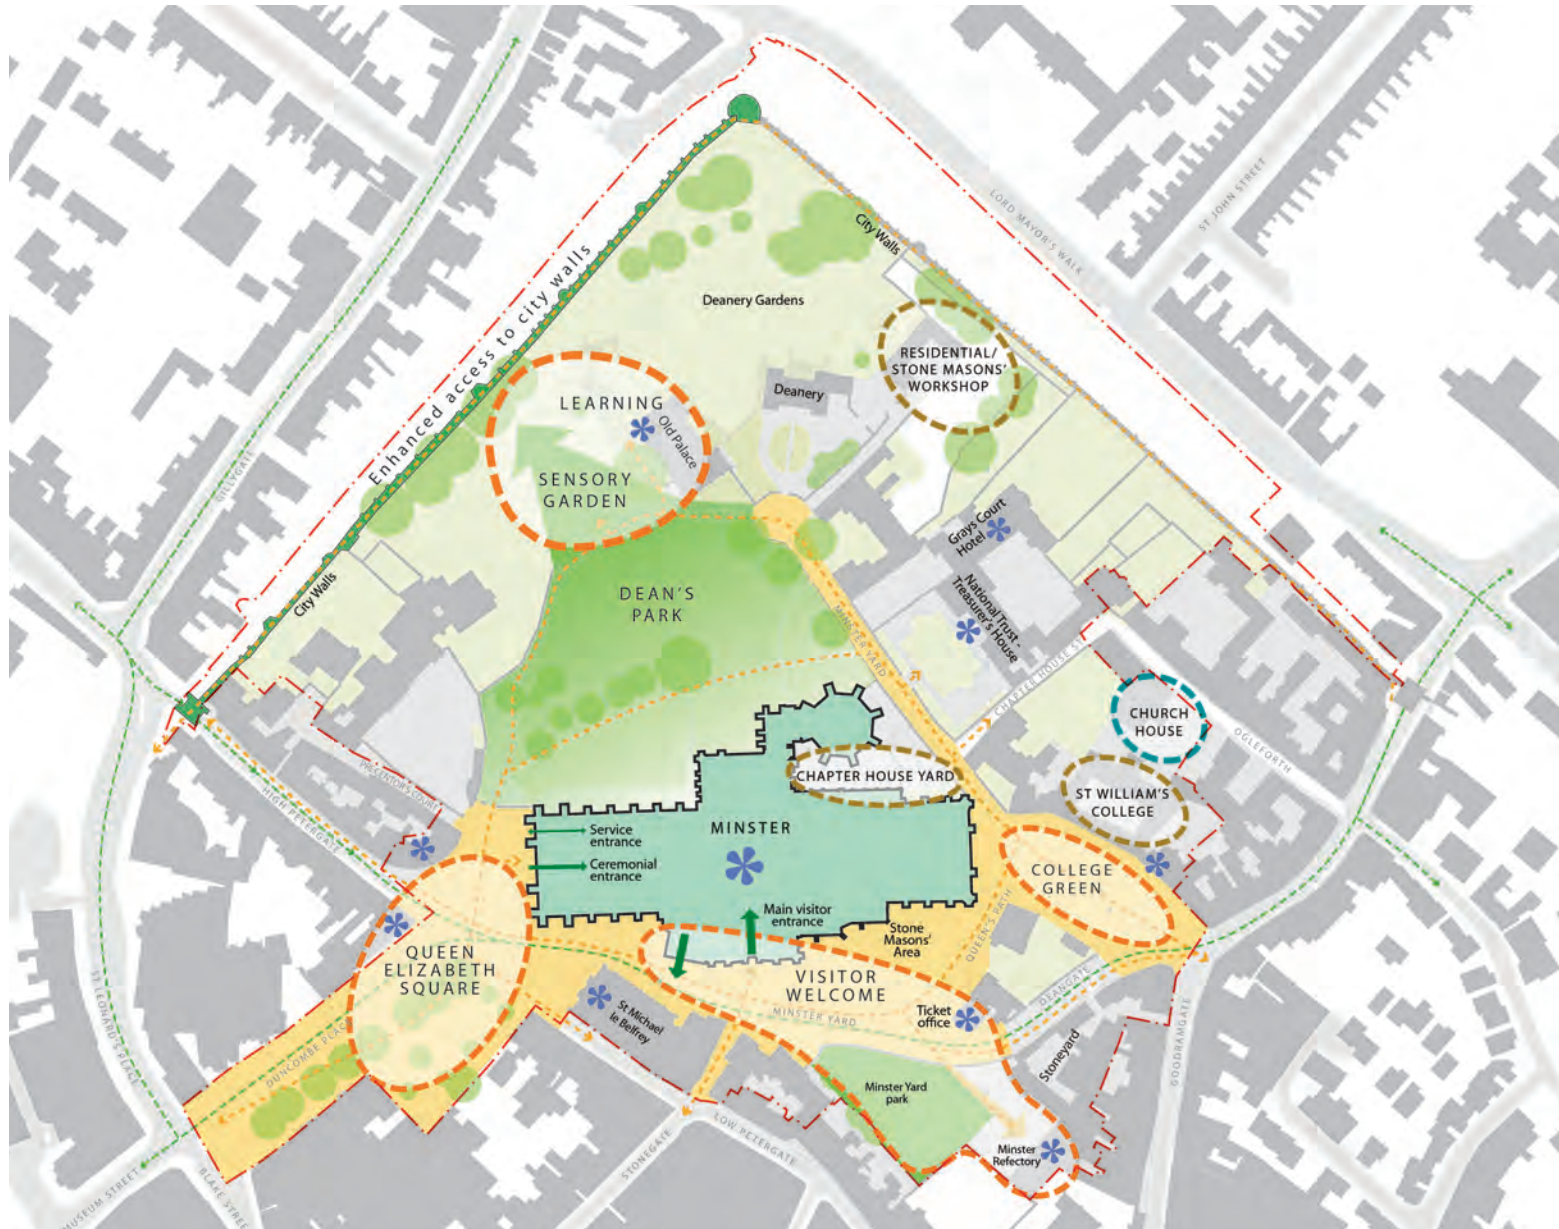 LORD MAYOR'S WALK
ST JOHN STREET
City Walls
Enhanced access to city walls
Deanery Gardens
RESIDENTIAL/
STONE MASONS'
WORKSHOP
Deanery
LEARNING
Old Palace
SENSORY
GARDEN
GILLYGATE
Grays Court
Hotel
National Trust -
Treasurer's House
City Walls
DEAN'S
PARK
MINSTER YARD
CHAPTER HOUSE ST
CHURCH
HOUSE
OGLEFORTH
PRECENTORS COURT
HIGH PETERGATE
CHAPTER HOUSE YARD
ST WILLIAM'S
COLLEGE
MINSTER
Service
entrance
Ceremonial
entrance
COLLEGE
GREEN
Main visitor
entrance
Stone
Masons'
Area
QUEEN'S PATH
QUEEN
ELIZABETH
SQUARE
VISITOR
WELCOME
DEANGATE
ST LEONARD'S PLACE
St Michael
le Belfrey
MINSTER YARD
Ticket
office
GOODRAMGATE
DUNCOMBE PLACE
Stoneyard
Minster Yard
park
STONEGATE
LOW PETERGATE
Minster
Refectory
MUSEUM STREET
BLAKE STREET